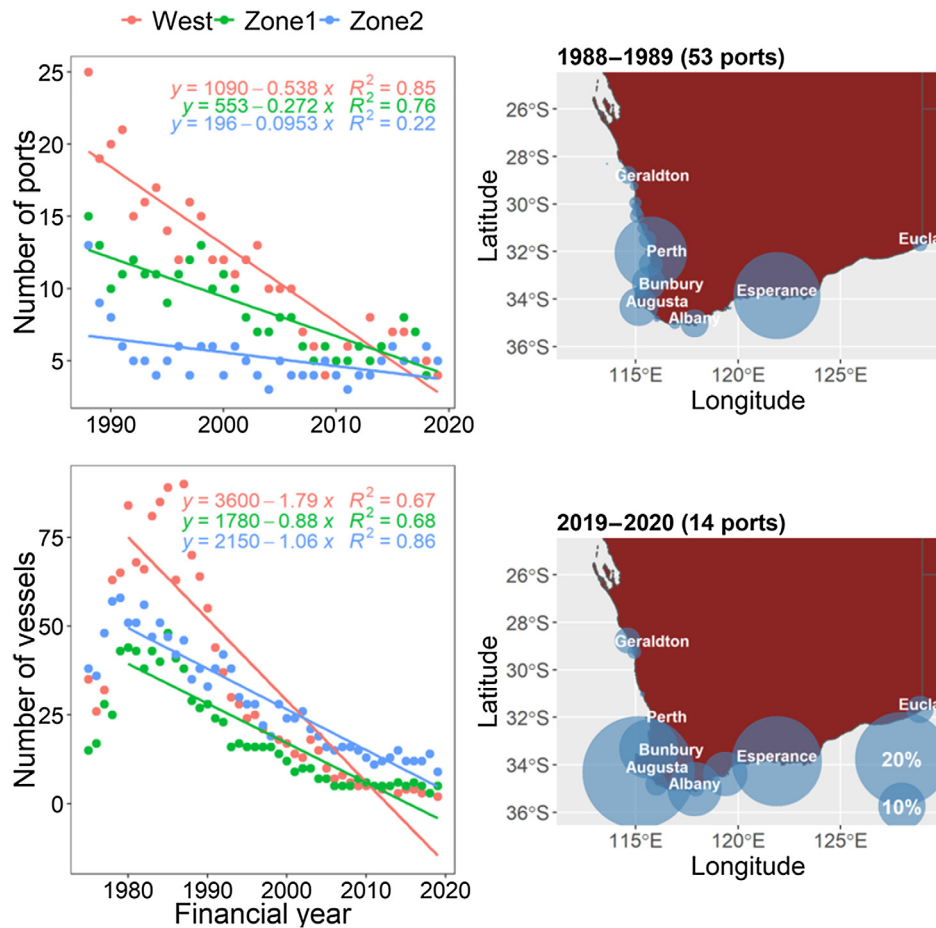 West Zone1 Zone2
Number of ports
25
20
15
10
5
y = 1090 – 0.538 x R² = 0.85
y = 553 – 0.272 x R² = 0.76
y = 196 – 0.0953 x R² = 0.22
1990 2000 2010 2020
1988–1989 (53 ports)
Latitude
26°S
28°S
30°S
32°S
34°S
36°S
Geraldton
Perth
Eucla
Bunbury
Esperance
Augusta
Albany
115°E 120°E 125°E
Longitude
Number of vessels
75
50
25
0
y = 3600 – 1.79 x R² = 0.67
y = 1780 – 0.88 x R² = 0.68
y = 2150 – 1.06 x R² = 0.86
1980 1990 2000 2010 2020
Financial year
2019–2020 (14 ports)
Latitude
26°S
28°S
30°S
32°S
34°S
36°S
Geraldton
Eucla
Perth
Bunbury
Esperance
20%
Augusta
Albany
10%
115°E 120°E 125°E
Longitude